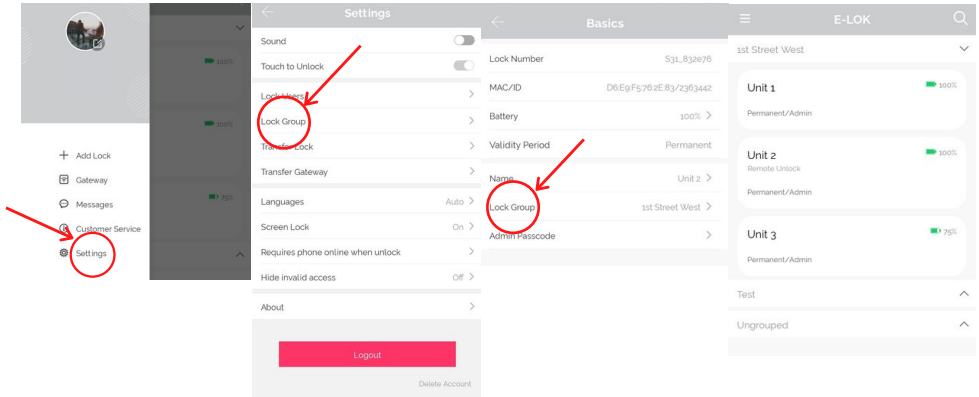 100%
100%
75%
Add Lock
Gateway
Messages
Customer Service
Settings
Settings
Sound
Touch to Unlock
Lock Users
Lock Group
Transfer Lock
Transfer Gateway
Languages Auto
Screen Lock On
Requires phone online when unlock
Hide invalid access Off
About
Logout
Delete Account
Basics
Lock Number S31_832e76
MAC/ID D6:E9:F5:76:2E:83/2363442
Battery 100%
Validity Period Permanent
Name Unit 2
Lock Group 1st Street West
Admin Passcode
E-LOK
1st Street West
Unit 1 100%
Permanent/Admin
Unit 2 100%
Remote Unlock
Permanent/Admin
Unit 3 75%
Permanent/Admin
Test
Ungrouped